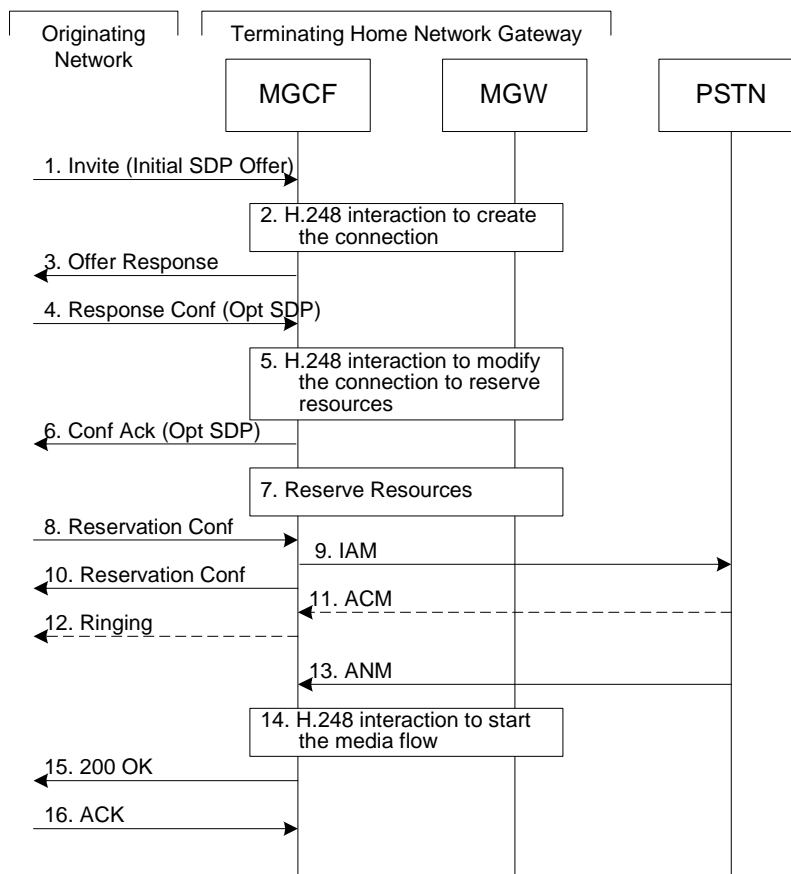 Originating
Network
Terminating Home Network Gateway
MGCF
MGW
PSTN
1. Invite (Initial SDP Offer)
2. H.248 interaction to create
the connection
3. Offer Response
4. Response Conf (Opt SDP)
5. H.248 interaction to modify
the connection to reserve
resources
6. Conf Ack (Opt SDP)
7. Reserve Resources
8. Reservation Conf
9. IAM
10. Reservation Conf
11. ACM
12. Ringing
13. ANM
14. H.248 interaction to start
the media flow
15. 200 OK
16. ACK